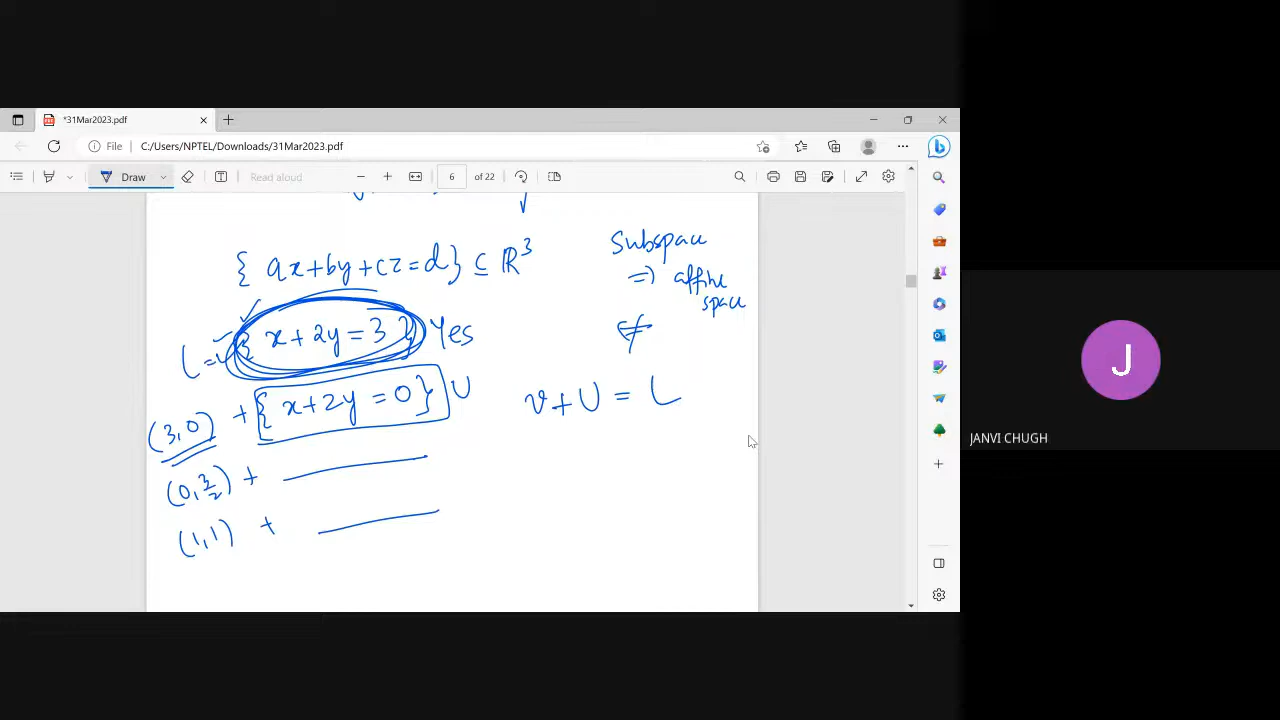 *31Mar2023.pdf
File
C:/Users/NPTEL/Downloads/31Mar2023.pdf
Draw
Read aloud
6 of 22
{ ax+by+cz=d} ⊆ ℝ³
Subspace
⇒ affine
space
⇍
L = { x+2y=3 } Yes
(3,0) + { x+2y=0} U
v+U = L
(0,3/2) +
(1,1) +
J
JANVI CHUGH